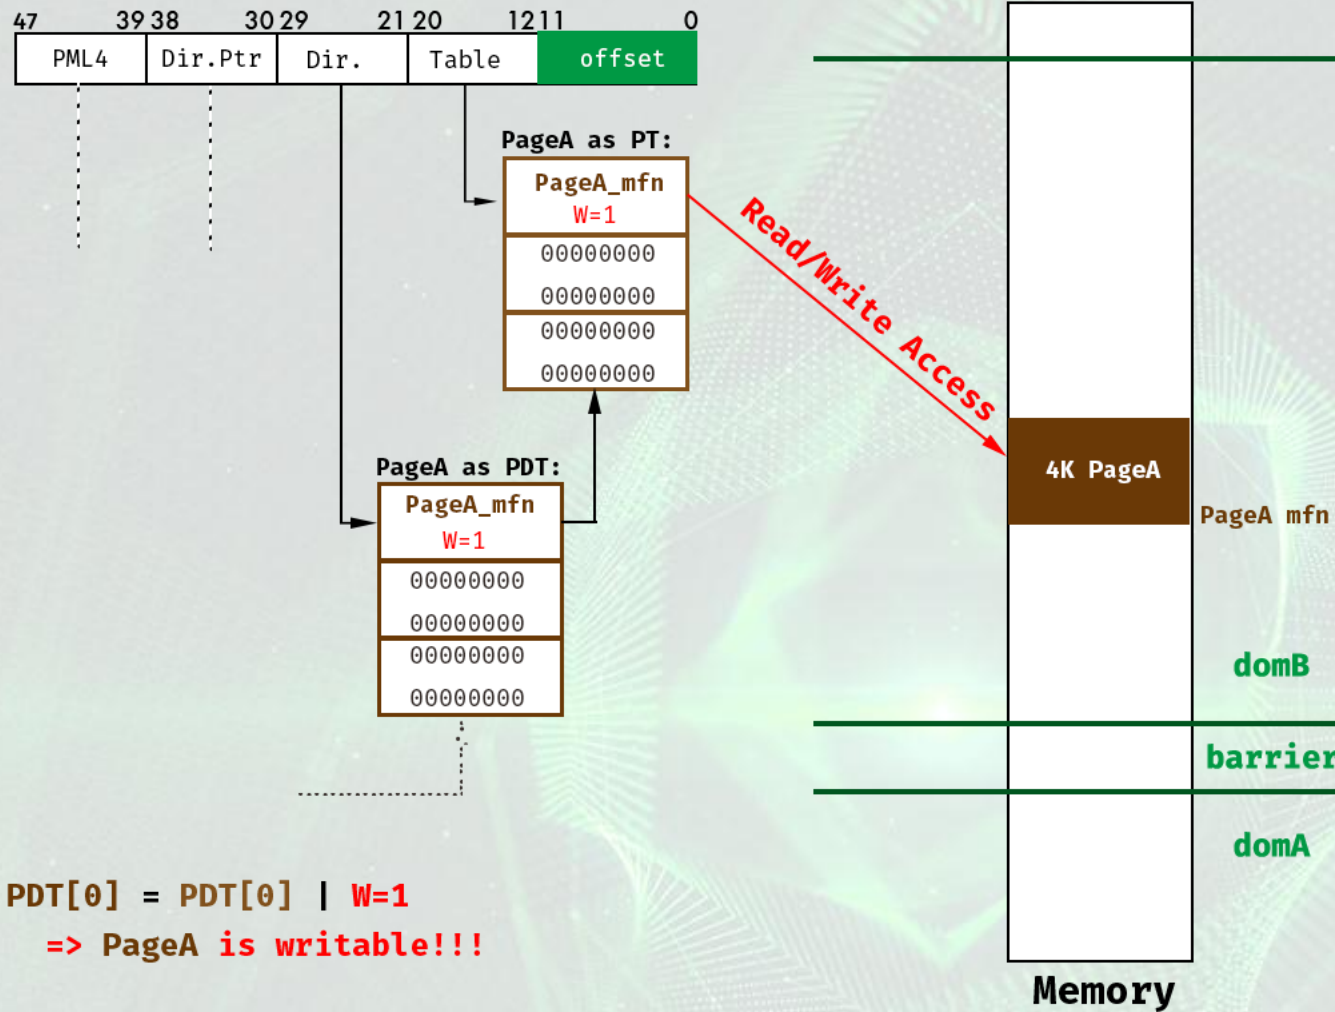 47 39 38 30 29 21 20 12 11 0
PML4 Dir.Ptr Dir. Table offset
PageA as PT:
PageA_mfn
W=1
00000000
00000000
00000000
00000000
Read/Write Access
PageA as PDT:
PageA_mfn
W=1
00000000
00000000
00000000
00000000
4K PageA
PageA mfn
domB
barrier
domA
PDT[0] = PDT[0] | W=1
=> PageA is writable!!!
Memory